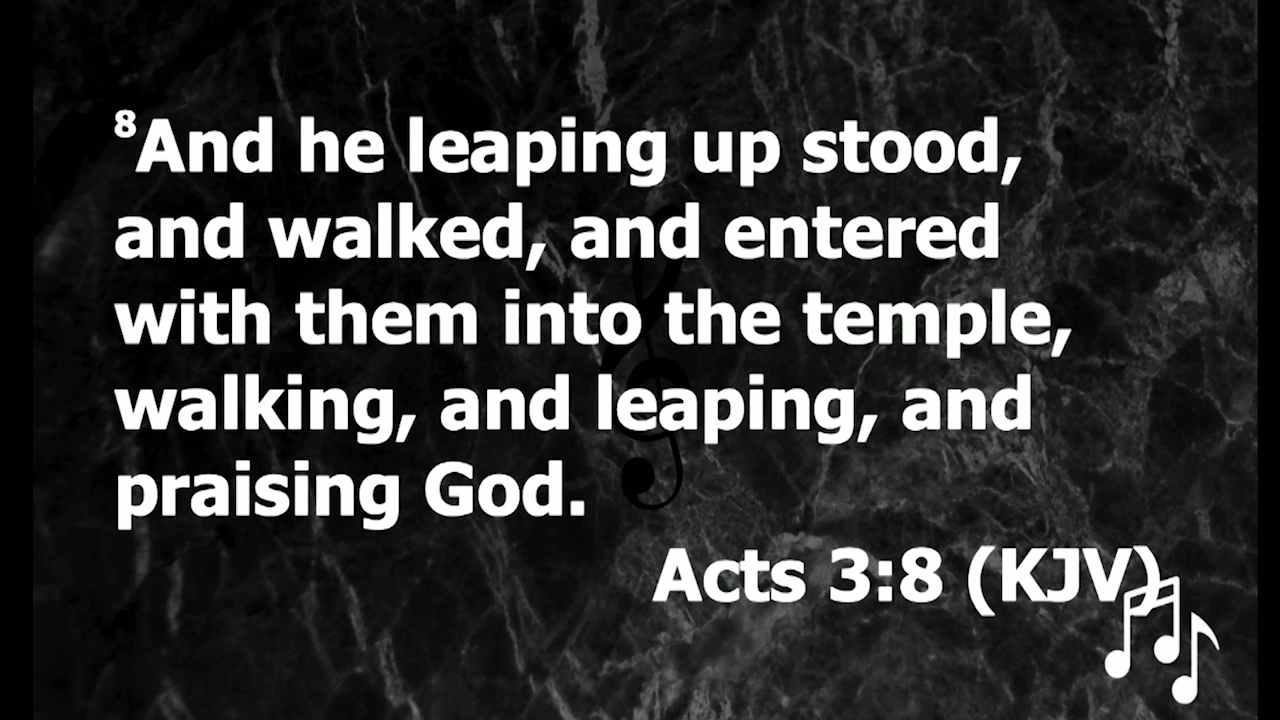 ⁸And he leaping up stood,
and walked, and entered
with them into the temple,
walking, and leaping, and
praising God.
Acts 3:8 (KJV)